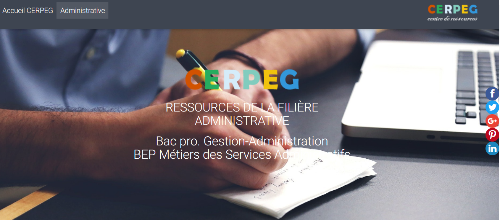 Accueil CERPEG Administrative
CERPEG
centre de ressources
CERPEG
RESSOURCES DE LA FILIÈRE
ADMINISTRATIVE
Bac pro. Gestion-Administration
BEP Métiers des Services Administratifs